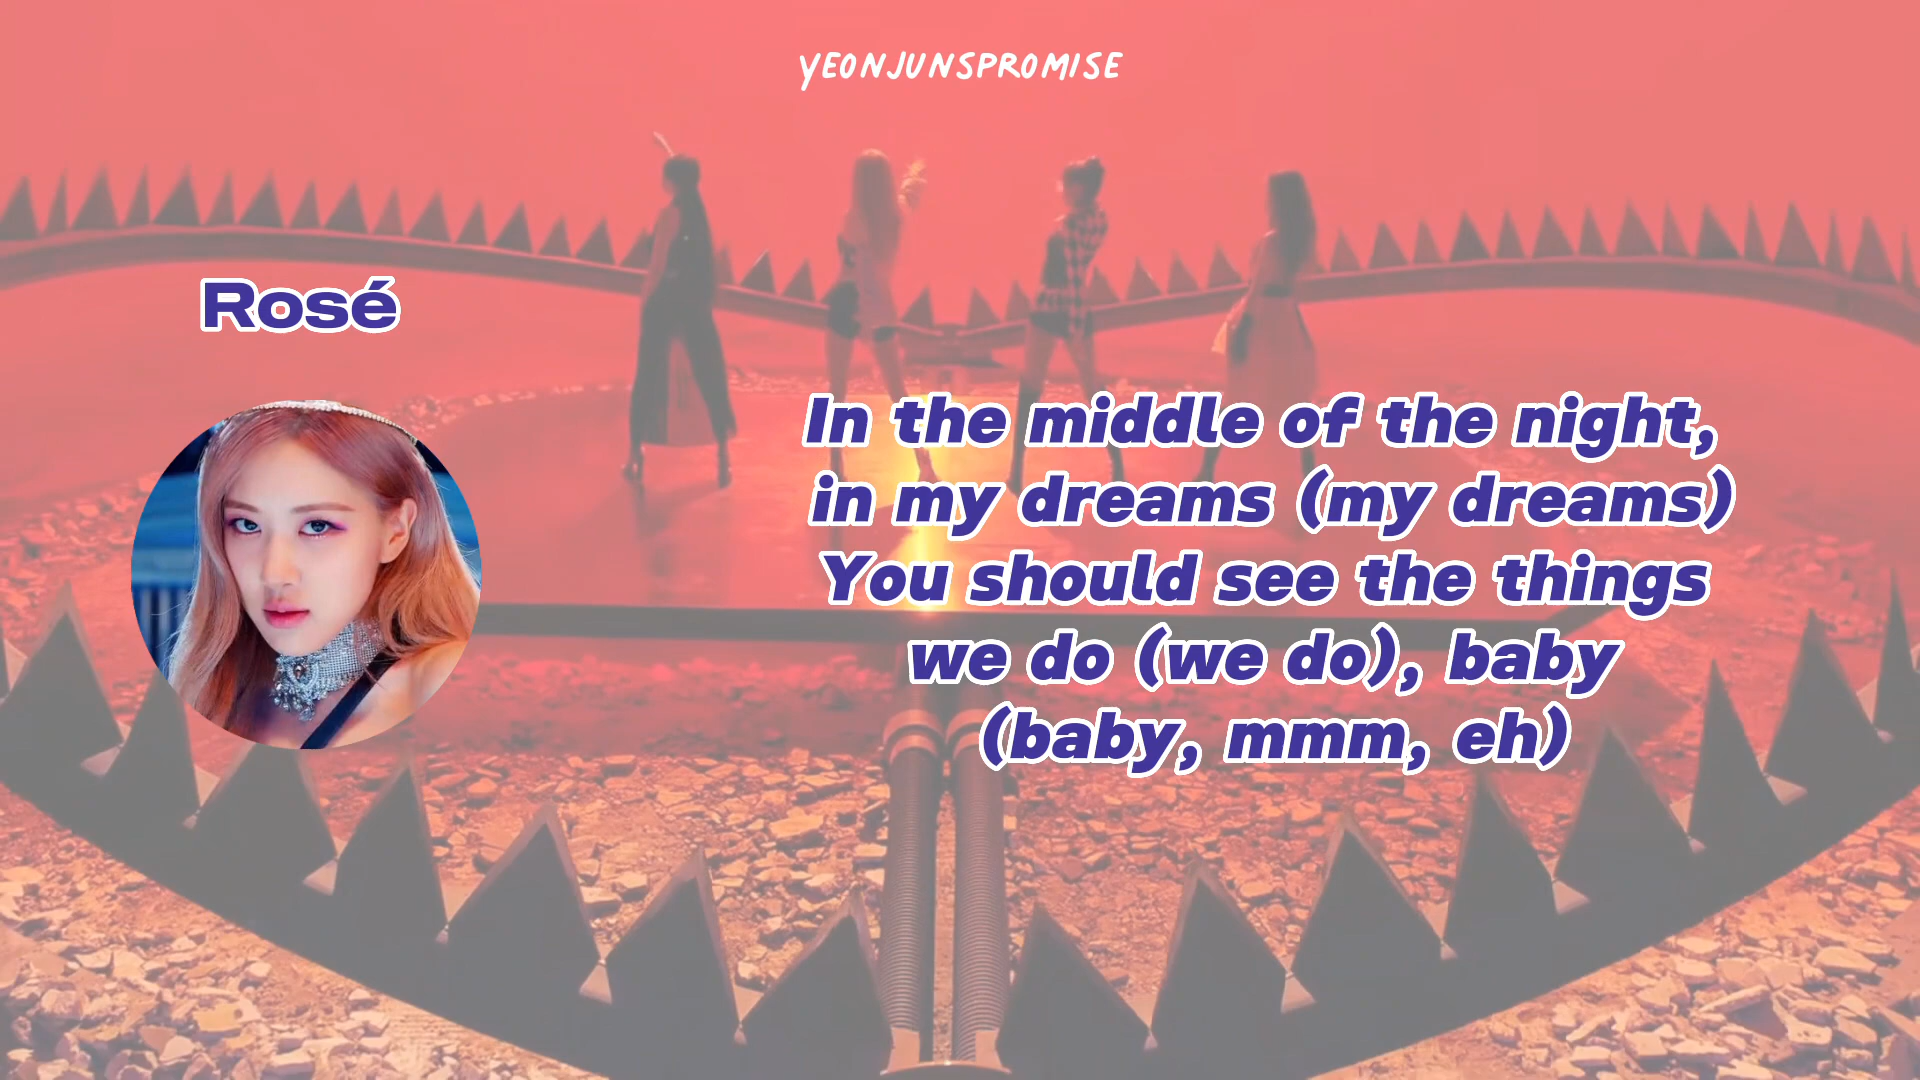 YEONJUNSPROMISE
Rosé
In the middle of the night,
in my dreams (my dreams)
You should see the things
we do (we do), baby
(baby, mmm, eh)